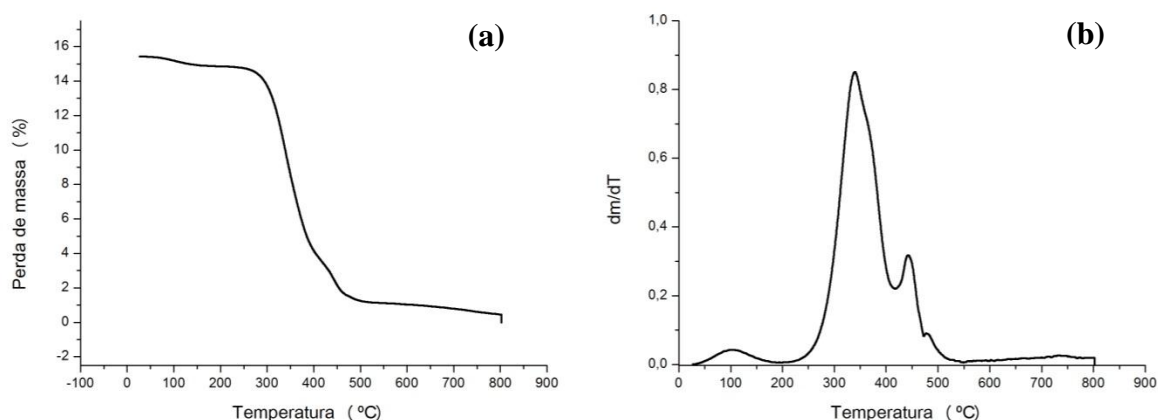 (a)
Perda de massa ( %)
16
14
12
10
8
6
4
2
0
-2
-100 0 100 200 300 400 500 600 700 800 900
Temperatura ( ºC)
(b)
dm/dT
1,0
0,8
0,6
0,4
0,2
0,0
0 100 200 300 400 500 600 700 800 900
Temperatura ( ºC)